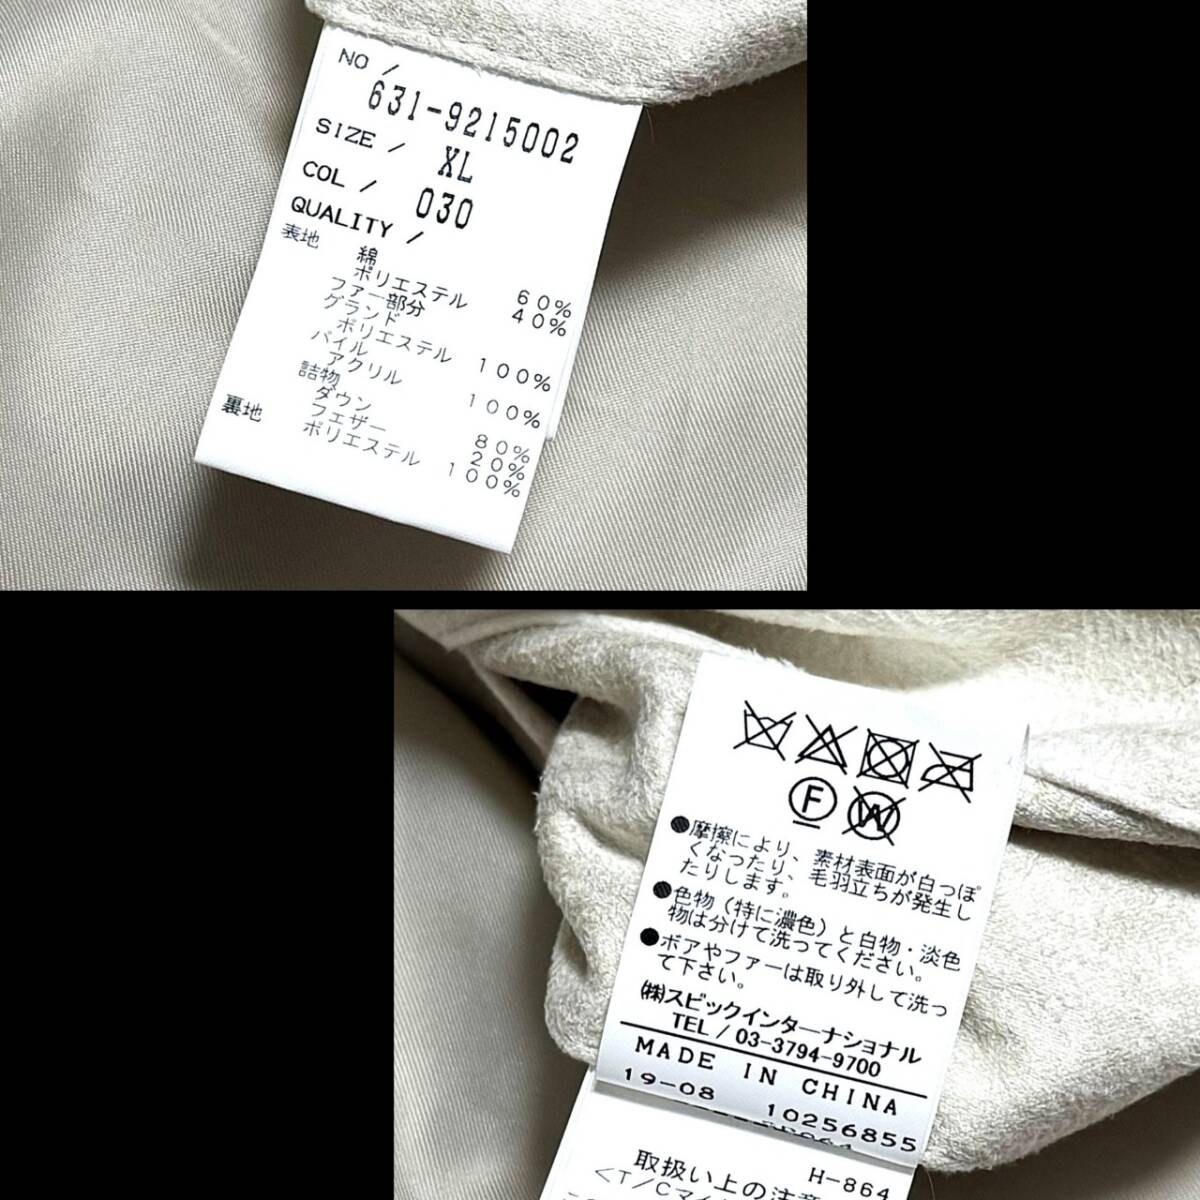 NO /
631-9215002
SIZE / XL
COL / 030
QUALITY /
表地 綿 60%
ポリエステル 40%
ファー部分
グランド
ポリエステル 100%
パイル
アクリル 100%
詰物
ダウン 80%
フェザー 20%
裏地 ポリエステル 100%
F W
●摩擦により、素材表面が白っぽ
くなったり、毛羽立ちが発生し
たりします。
●色物（特に濃色）と白物・淡色
物は分けて洗ってください。
●ボアやファーは取り外して洗っ
て下さい。
㈱スピックインターナショナル
TEL / 03-3794-9700
MADE IN CHINA
19-08 10256855
H-864
取扱い上の注意
<T/Cマイ